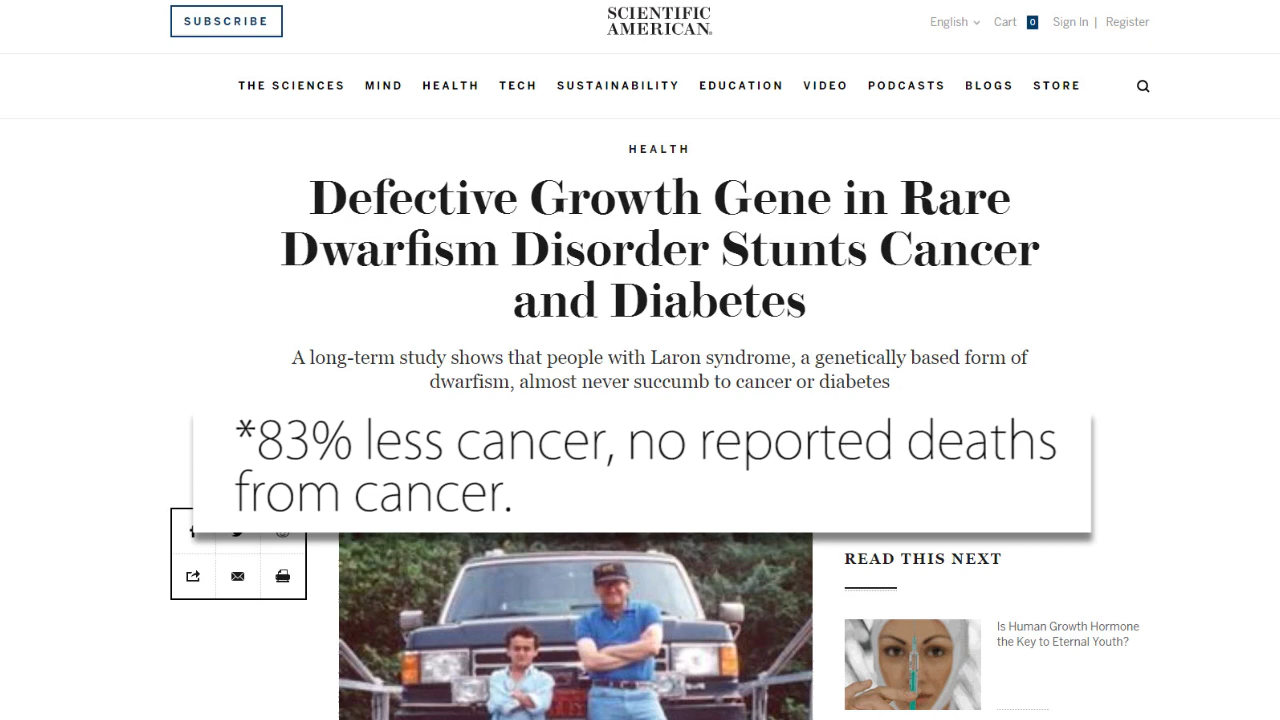 SUBSCRIBE
SCIENTIFIC
AMERICAN®
English
Cart 0
Sign In | Register
THE SCIENCES MIND HEALTH TECH SUSTAINABILITY EDUCATION VIDEO PODCASTS BLOGS STORE
HEALTH
Defective Growth Gene in Rare
Dwarfism Disorder Stunts Cancer
and Diabetes
A long-term study shows that people with Laron syndrome, a genetically based form of
dwarfism, almost never succumb to cancer or diabetes
*83% less cancer, no reported deaths
from cancer.
READ THIS NEXT
Is Human Growth Hormone
the Key to Eternal Youth?